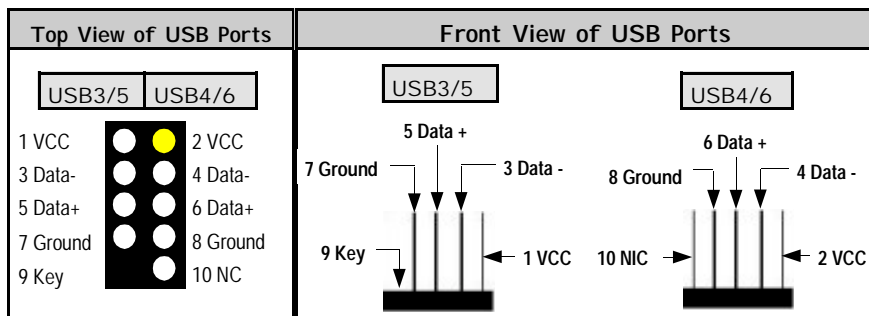 Top View of USB Ports
USB3/5 USB4/6
1 VCC 2 VCC
3 Data- 4 Data-
5 Data+ 6 Data+
7 Ground 8 Ground
9 Key 10 NC
Front View of USB Ports
USB3/5
5 Data +
7 Ground 3 Data -
9 Key 1 VCC
USB4/6
6 Data +
8 Ground 4 Data -
10 NIC 2 VCC